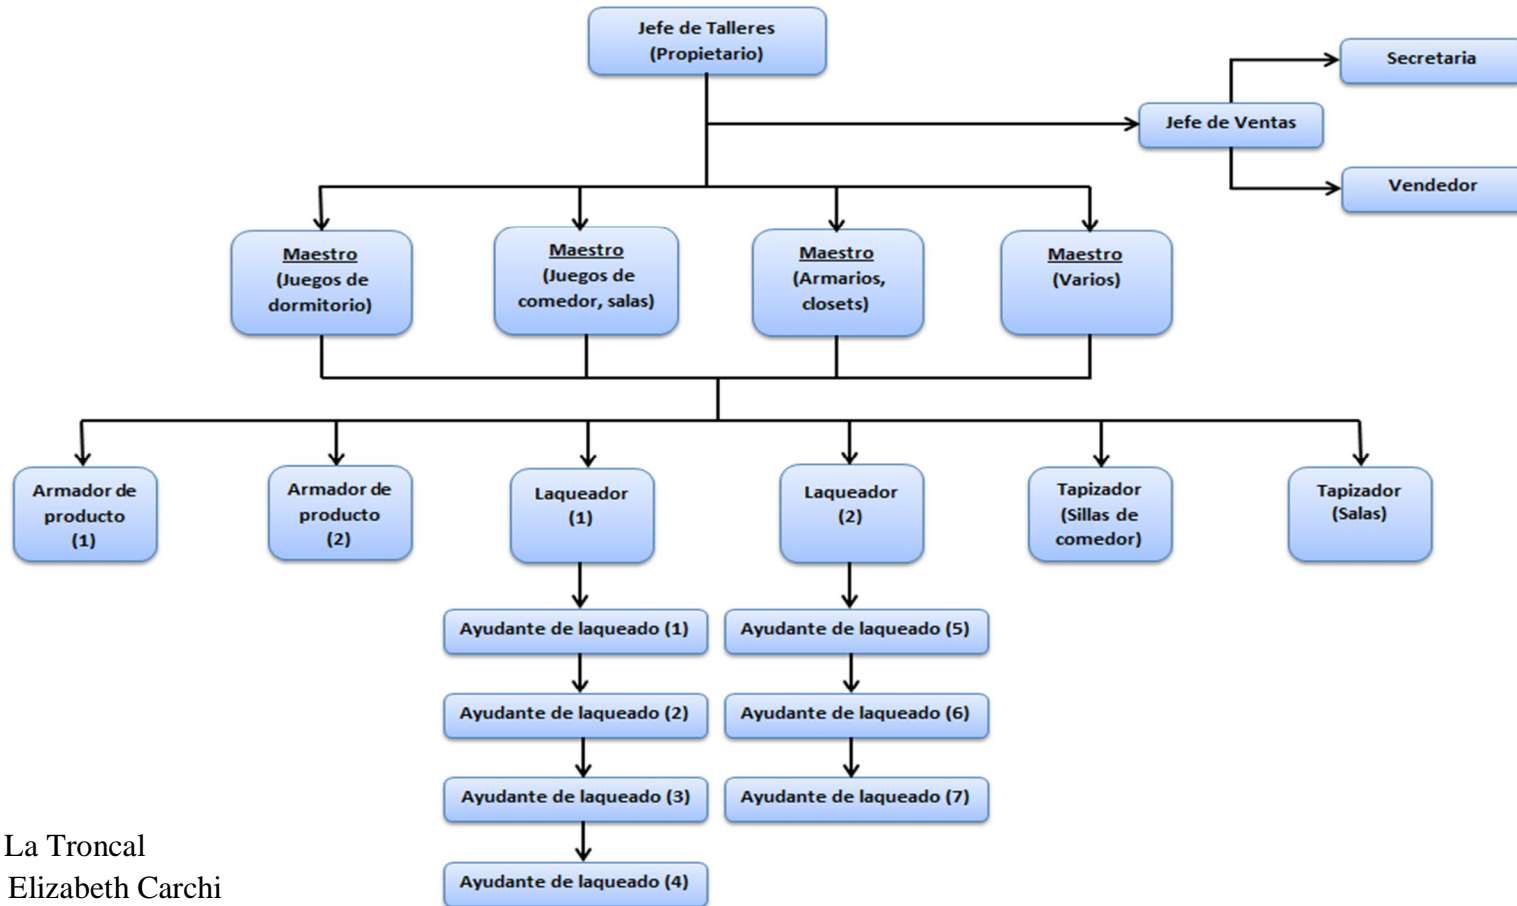 Jefe de Talleres
(Propietario)
Secretaria
Jefe de Ventas
Vendedor
Maestro
(Juegos de
dormitorio)
Maestro
(Juegos de
comedor, salas)
Maestro
(Armarios,
closets)
Maestro
(Varios)
Armador de
producto
(1)
Armador de
producto
(2)
Laqueador
(1)
Laqueador
(2)
Tapizador
(Sillas de
comedor)
Tapizador
(Salas)
Ayudante de laqueado (1)
Ayudante de laqueado (5)
Ayudante de laqueado (2)
Ayudante de laqueado (6)
Ayudante de laqueado (3)
Ayudante de laqueado (7)
Ayudante de laqueado (4)
La Troncal
Elizabeth Carchi